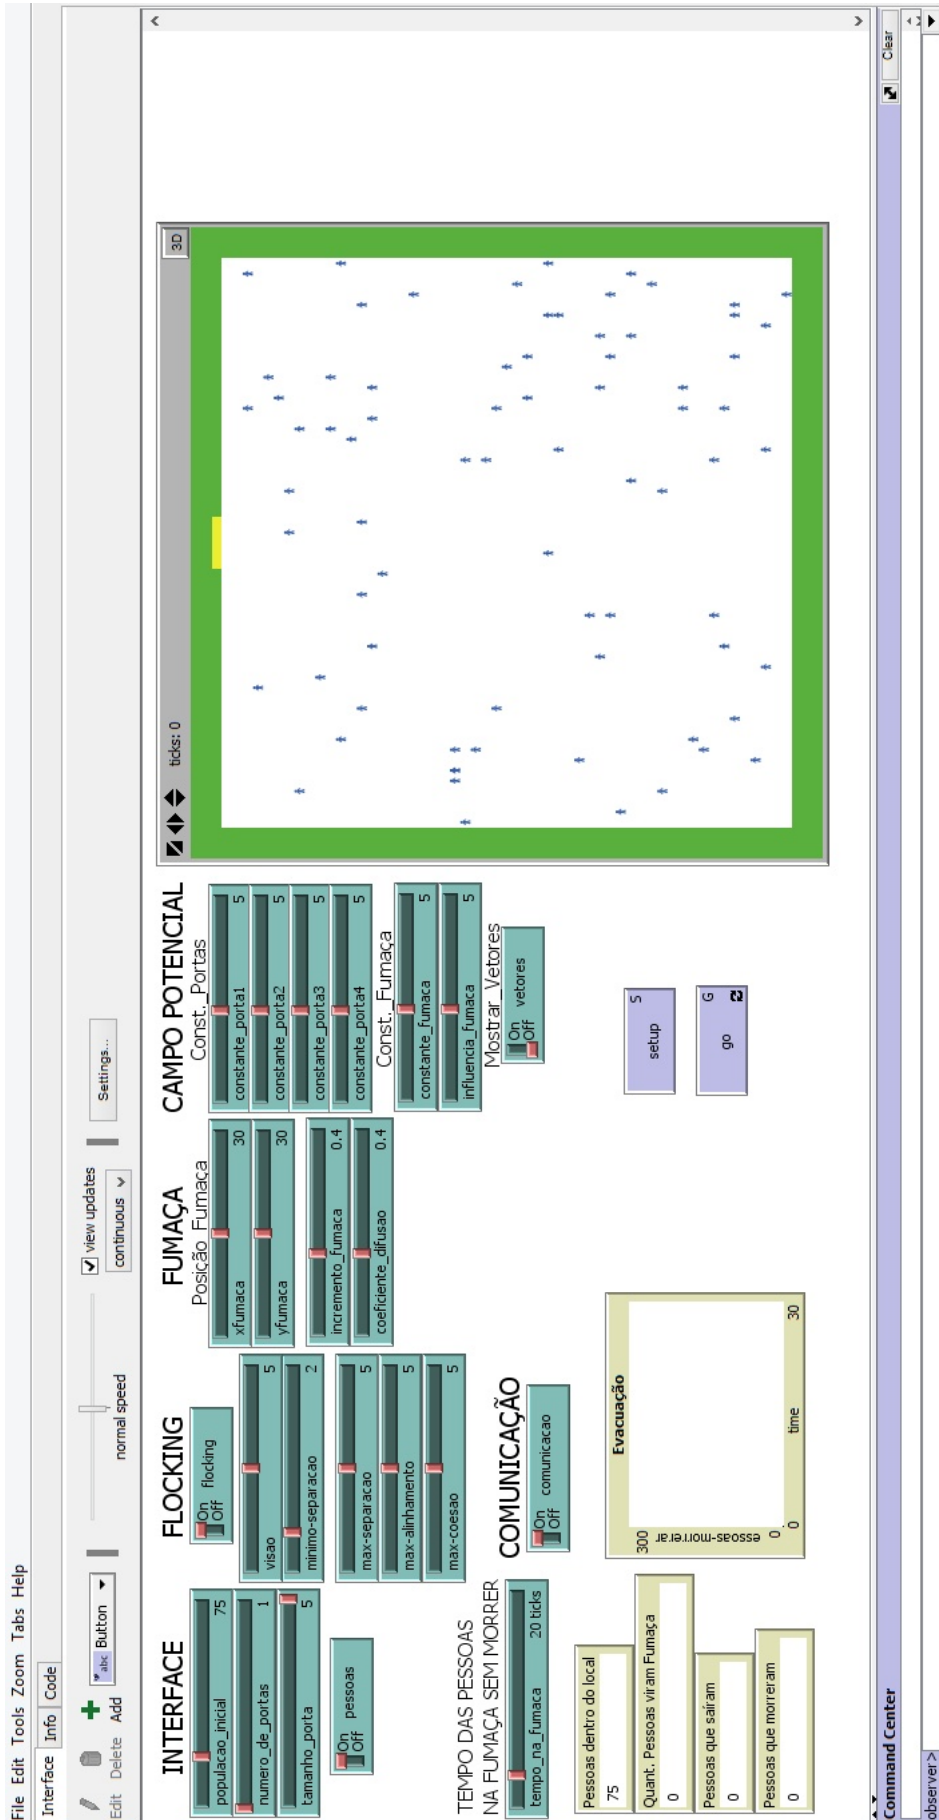 File Edit Tools Zoom Tabs Help
Interface Info Code
Edit Delete Add
abc Button
normal speed
view updates
continuous
Settings...
INTERFACE
populacao_inicial 75
numero_de_portas 1
tamanho_porta 5
On
Off
pessoas
FLOCKING
On
Off
flocking
visao 5
minimo-separacao 2
max-separacao 5
max-alinhamento 5
max-coesao 5
FUMAÇA
Posição Fumaça
xfumaca 30
yfumaca 30
incremento_fumaca 0.4
coeficiente_difusao 0.4
CAMPO POTENCIAL
Const._Portas
constante_porta1 5
constante_porta2 5
constante_porta3 5
constante_porta4 5
Const._Fumaça
constante_fumaca 5
influencia_fumaca 5
Mostrar_Vetores
On
Off
vetores
ticks: 0
3D
TEMPO DAS PESSOAS
NA FUMAÇA SEM MORRER
tempo_na_fumaca 20 ticks
COMUNICAÇÃO
On
Off
comunicacao
Pessoas dentro do local
75
Quant. Pessoas viram Fumaça
0
Pessoas que saíram
0
Pessoas que morreram
0
Evacuação
300
essoas-morrerar
0
0
time
30
setup S
go G
Command Center
Clear
observer>